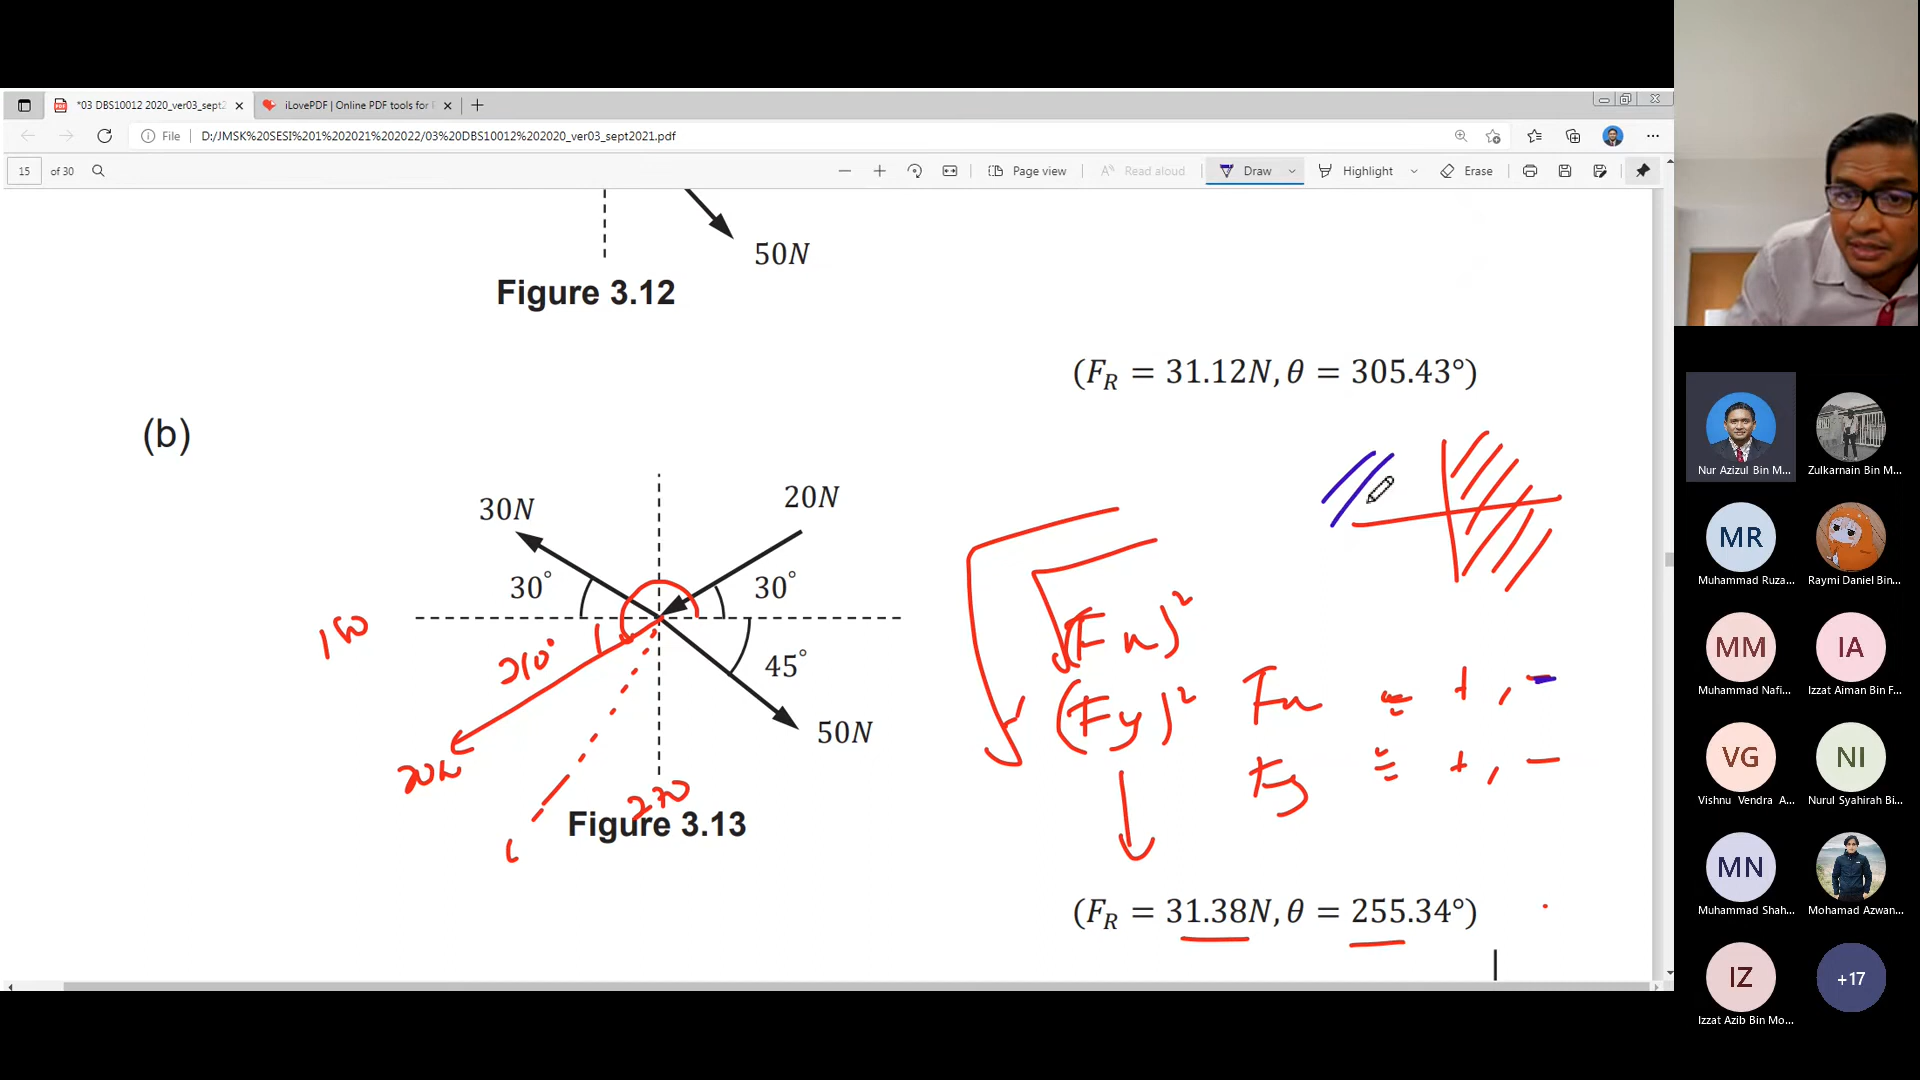 *03 DBS10012 2020_ver03_sept2
iLovePDF | Online PDF tools for
File
D:/JMSK%20SESI%201%202021%202022/03%20DBS10012%202020_ver03_sept2021.pdf
15 of 30
Page view
Read aloud
Draw
Highlight
Erase
50N
Figure 3.12
(F_R = 31.12N, θ = 305.43°)
(b)
30N
20N
30°
30°
180
210°
45°
50N
20N
270
Figure 3.13
√(Fx)²
(Fy)²
Fx = +, -
Fy = +, -
(F_R = 31.38N, θ = 255.34°)
Nur Azizul Bin M...
Zulkarnain Bin M...
MR
Muhammad Ruza...
Raymi Daniel Bin...
MM
Muhammad Nafi...
IA
Izzat Aiman Bin F...
VG
Vishnu Vendra A...
NI
Nurul Syahirah Bi...
MN
Muhammad Shah...
Mohamad Azwan...
IZ
Izzat Azib Bin Mo...
+17